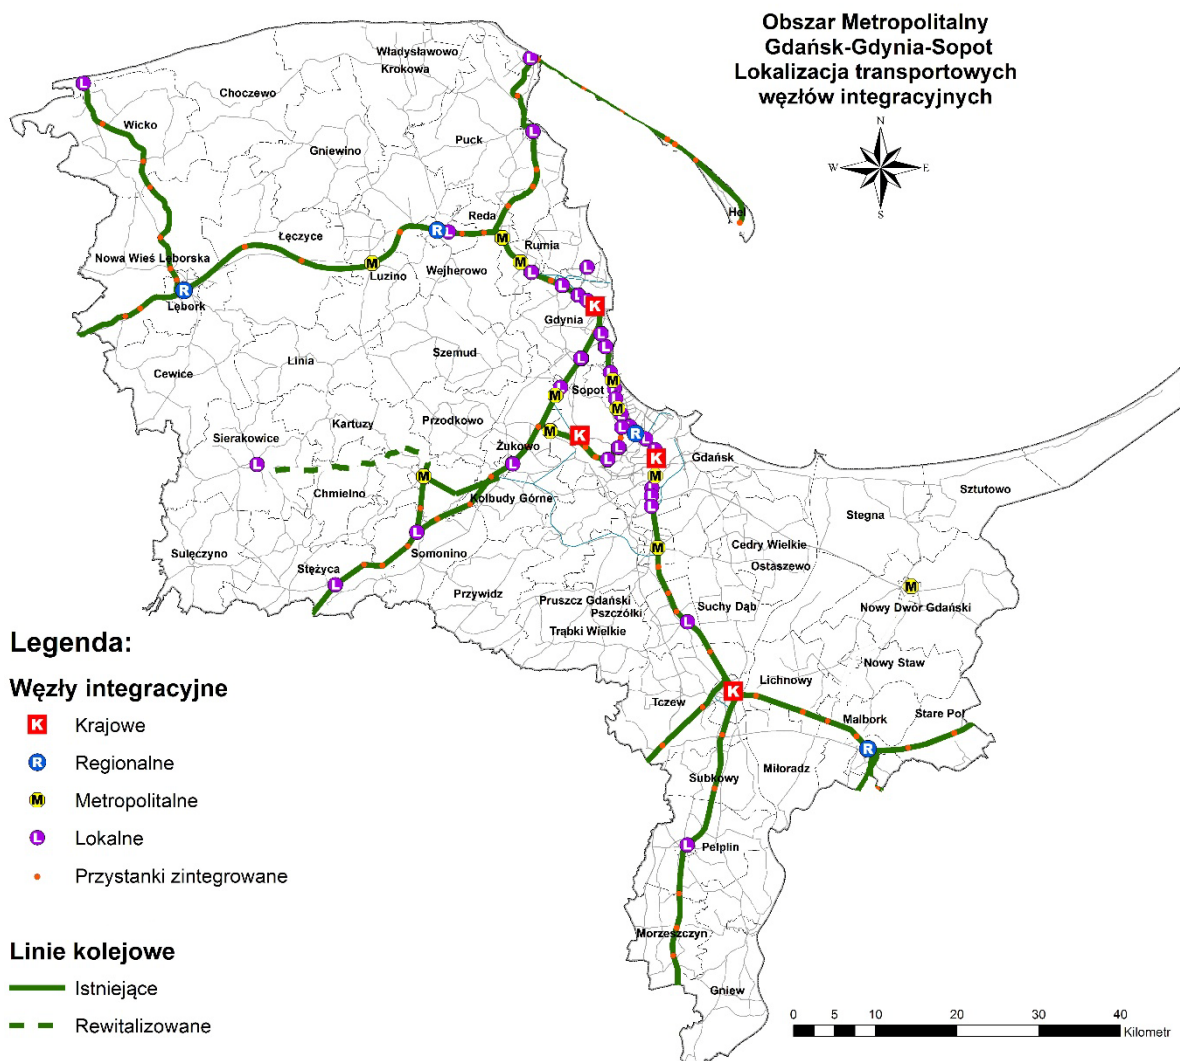 Obszar Metropolitalny
Gdańsk-Gdynia-Sopot
Lokalizacja transportowych
węzłów integracyjnych
N
W
E
S
Władysławowo
Krokowa
Choczewo
Wicko
Puck
Gniewino
Hel
Reda
Łęczyce
Rumia
Nowa Wieś Lęborska
Luzino
Wejherowo
Lębork
Gdynia
Szemud
Linia
Cewice
Sopot
Przodkowo
Kartuzy
Sierakowice
Żukowo
Gdańsk
Chmielno
Kolbudy Górne
Sztutowo
Stegna
Cedry Wielkie
Somonino
Sulęczyno
Ostaszewo
Stężyca
Przywidz
Pruszcz Gdański
Suchy Dąb
Nowy Dwór Gdański
Pszczółki
Trąbki Wielkie
Nowy Staw
Lichnowy
Tczew
Malbork
Stare Pol
Miłoradz
Subkowy
Pelplin
Morzeszczyn
Gniew
Legenda:
Węzły integracyjne
K Krajowe
R Regionalne
M Metropolitalne
L Lokalne
Przystanki zintegrowane
Linie kolejowe
Istniejące
Rewitalizowane
0 5 10 20 30 40
Kilometr